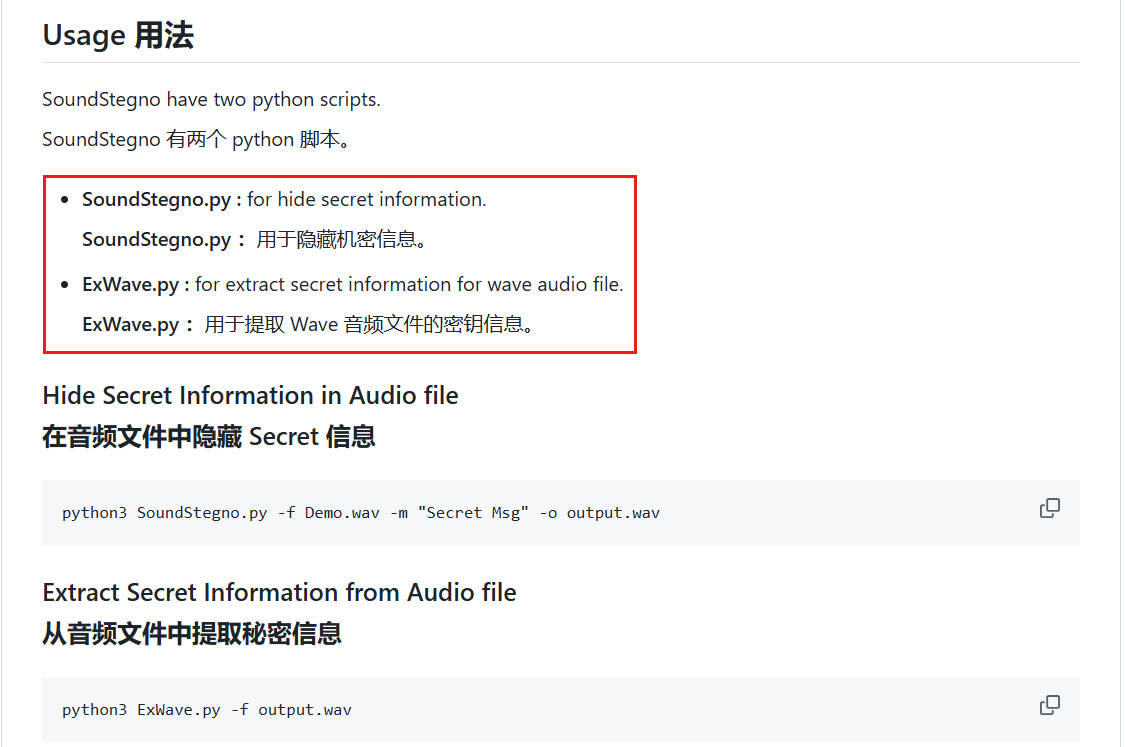 Usage 用法
SoundStegno have two python scripts.
SoundStegno 有两个 python 脚本。
SoundStegno.py : for hide secret information.
SoundStegno.py： 用于隐藏机密信息。
ExWave.py : for extract secret information for wave audio file.
ExWave.py： 用于提取 Wave 音频文件的密钥信息。
Hide Secret Information in Audio file
在音频文件中隐藏 Secret 信息
python3 SoundStegno.py -f Demo.wav -m "Secret Msg" -o output.wav
Extract Secret Information from Audio file
从音频文件中提取秘密信息
python3 ExWave.py -f output.wav